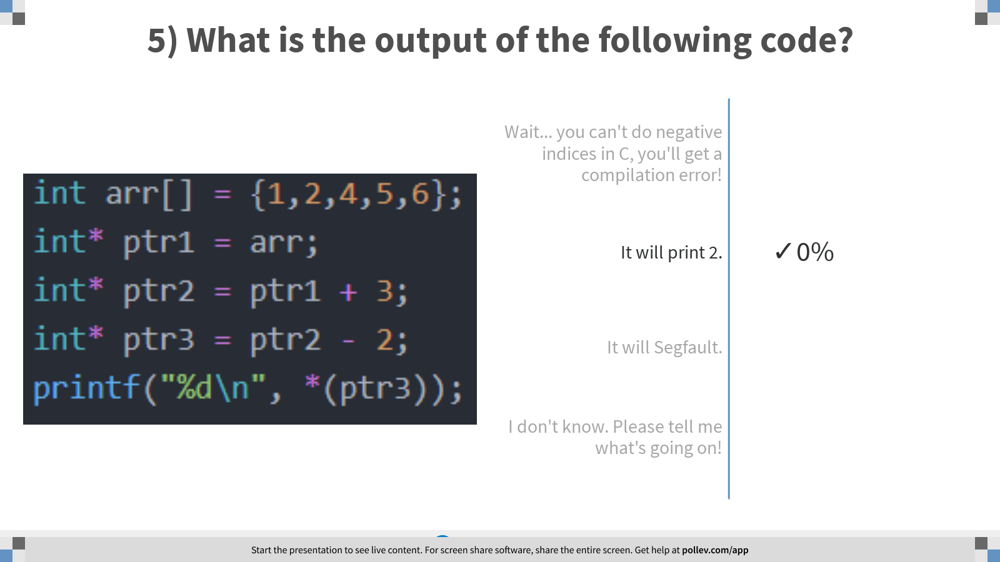 5) What is the output of the following code?
int arr[] = {1,2,4,5,6};
int* ptr1 = arr;
int* ptr2 = ptr1 + 3;
int* ptr3 = ptr2 - 2;
printf("%d\n", *(ptr3));
Wait... you can't do negative
indices in C, you'll get a
compilation error!
It will print 2.
✓0%
It will Segfault.
I don't know. Please tell me
what's going on!
Start the presentation to see live content. For screen share software, share the entire screen. Get help at pollev.com/app